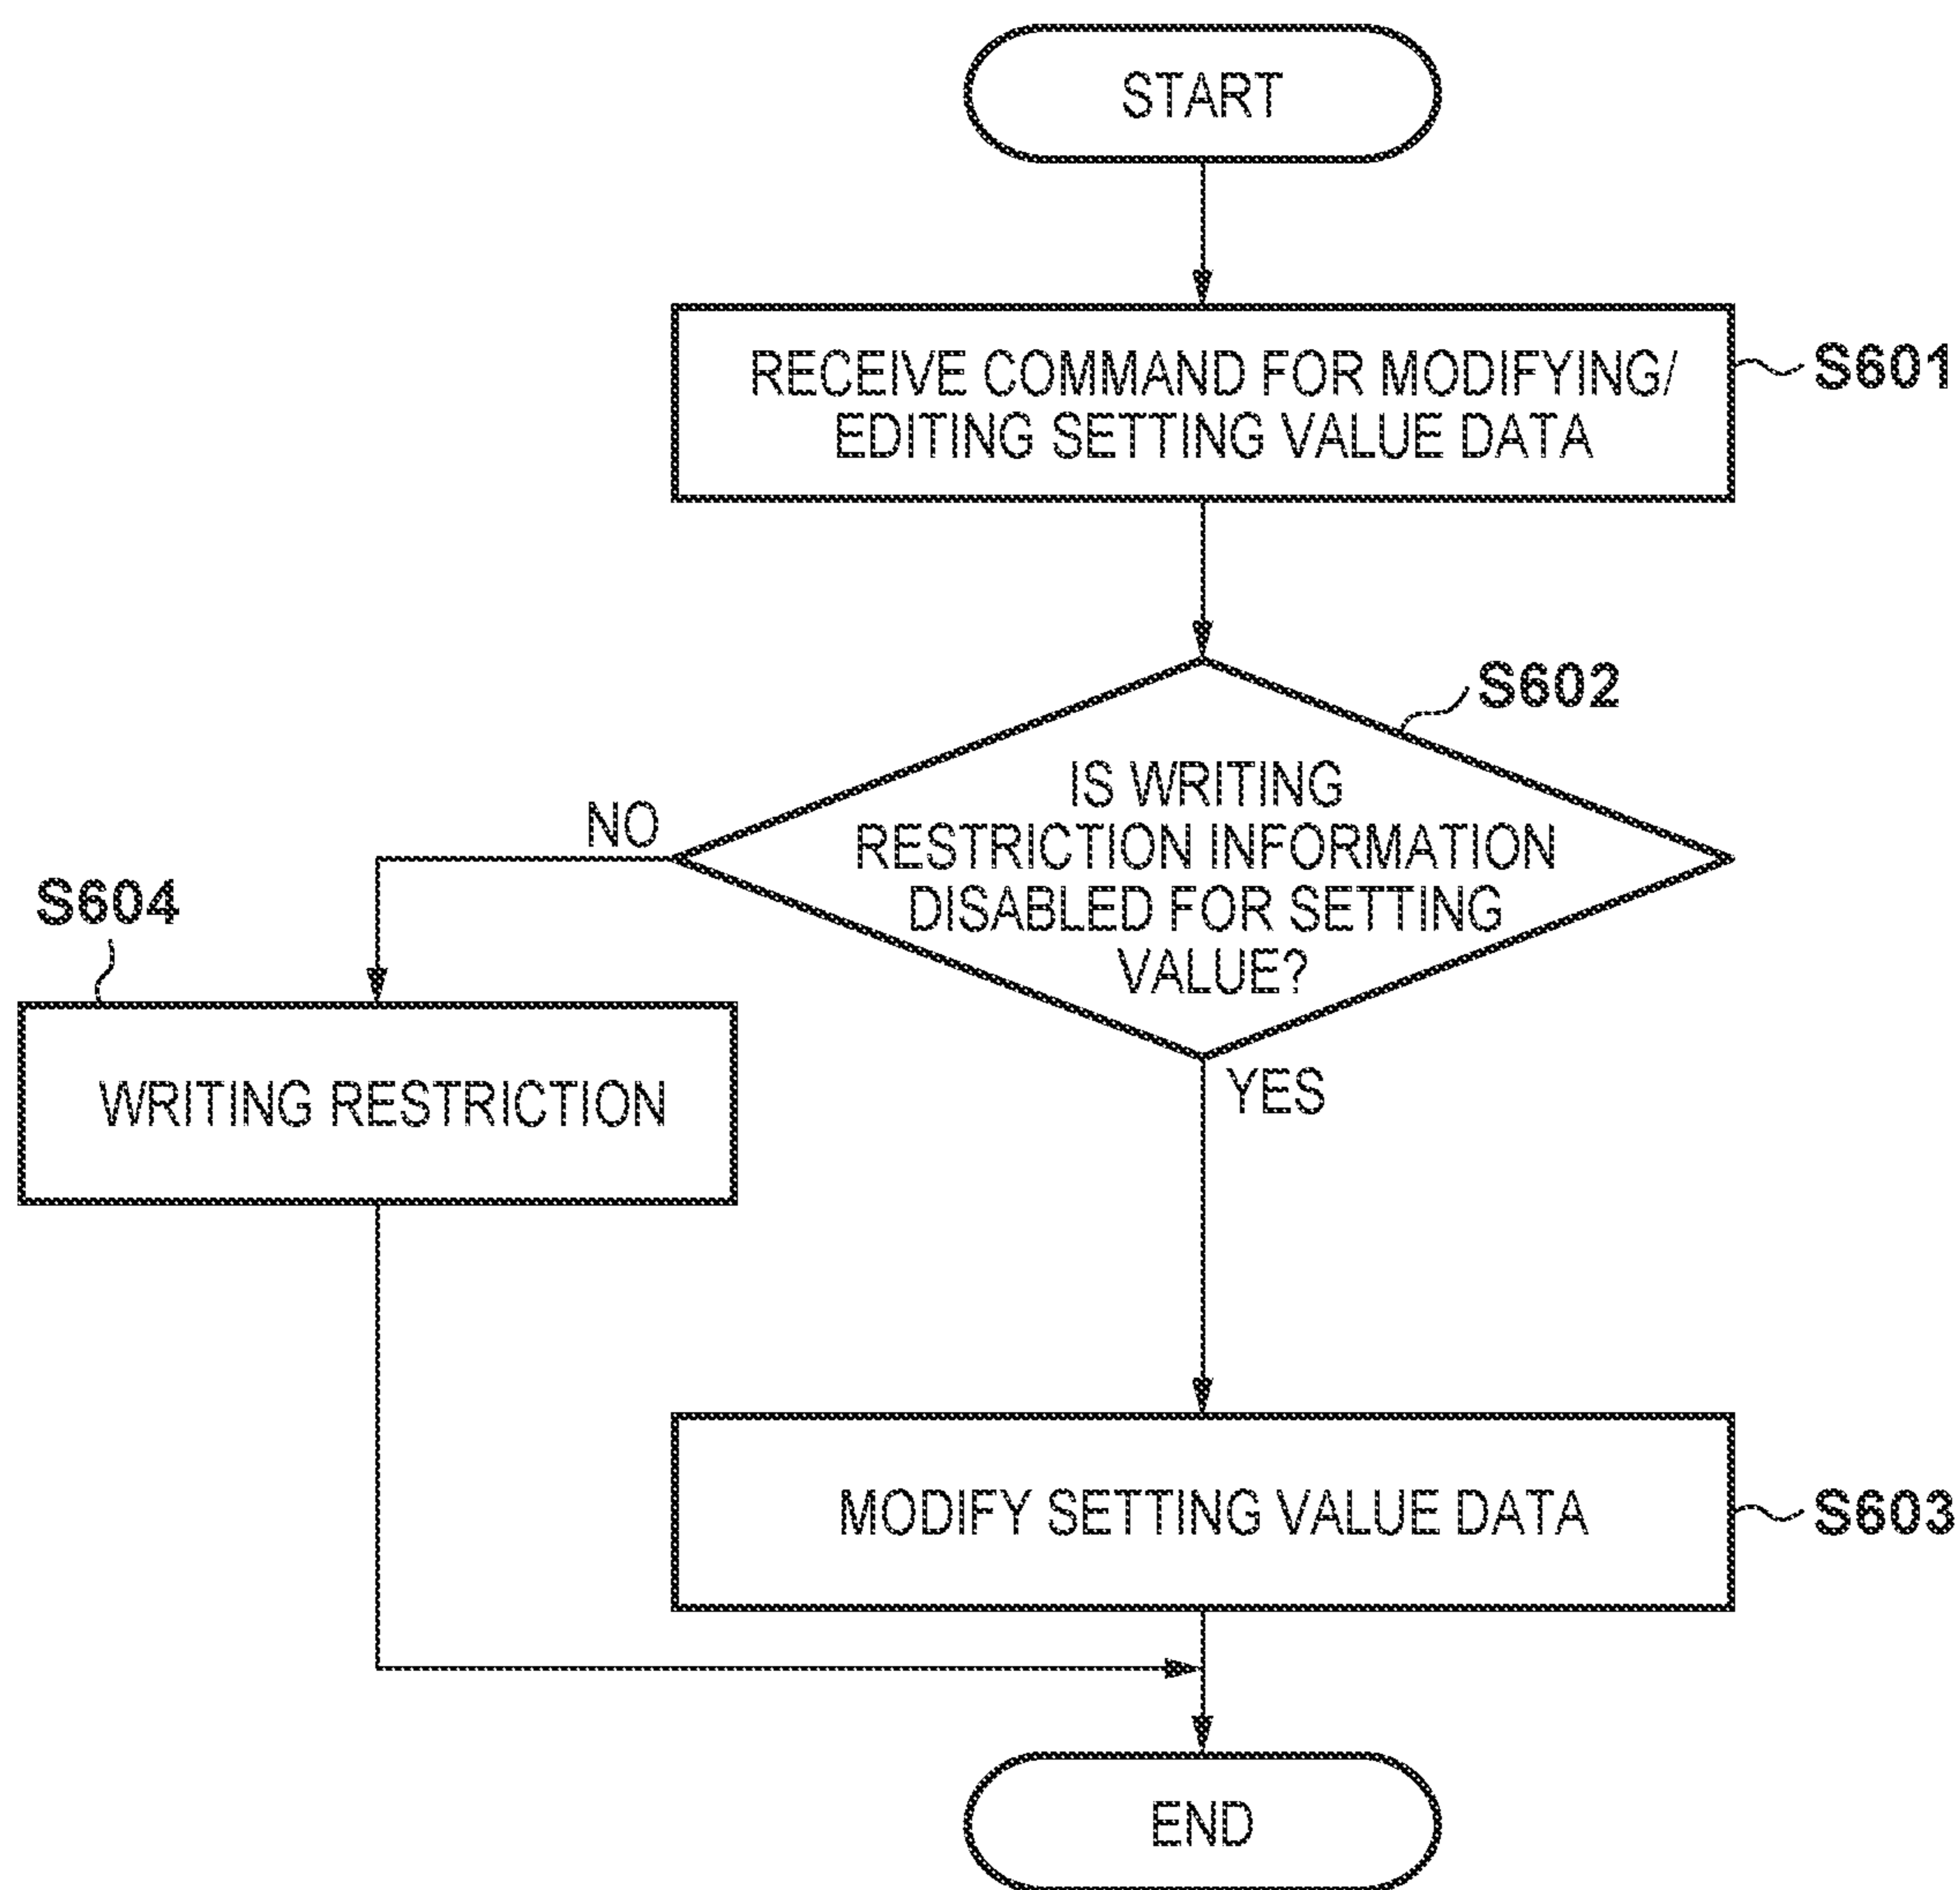 START
RECEIVE COMMAND FOR MODIFYING/
EDITING SETTING VALUE DATA
S601
S602
IS WRITING
RESTRICTION INFORMATION
DISABLED FOR SETTING
VALUE?
NO
YES
S604
WRITING RESTRICTION
MODIFY SETTING VALUE DATA
S603
END